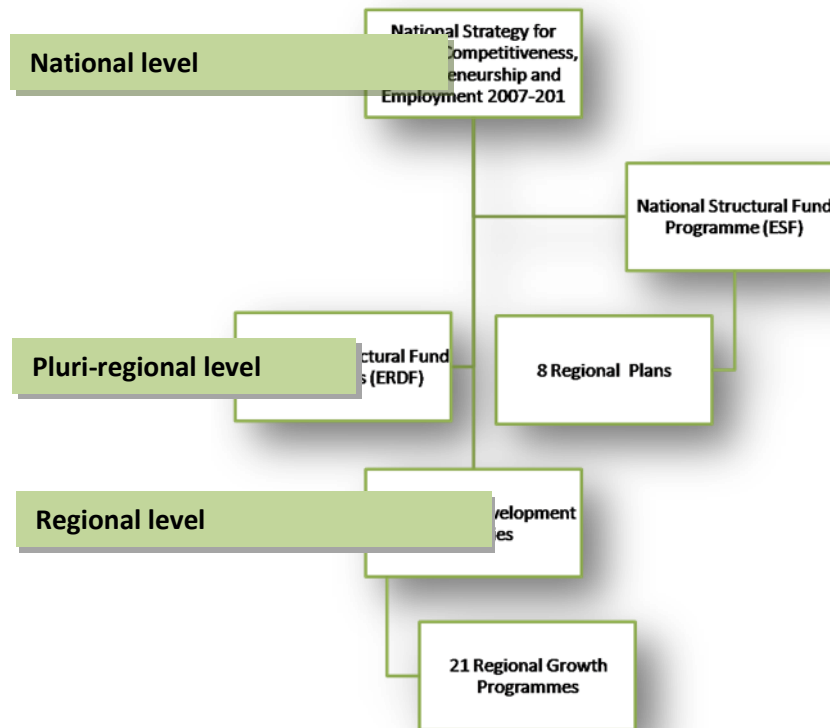 National Strategy for
Competitiveness,
eneurship and
Employment 2007-201
National level
National Structural Fund
Programme (ESF)
ctural Fund
(ERDF)
Pluri-regional level
8 Regional Plans
velopment
Regional level
21 Regional Growth
Programmes